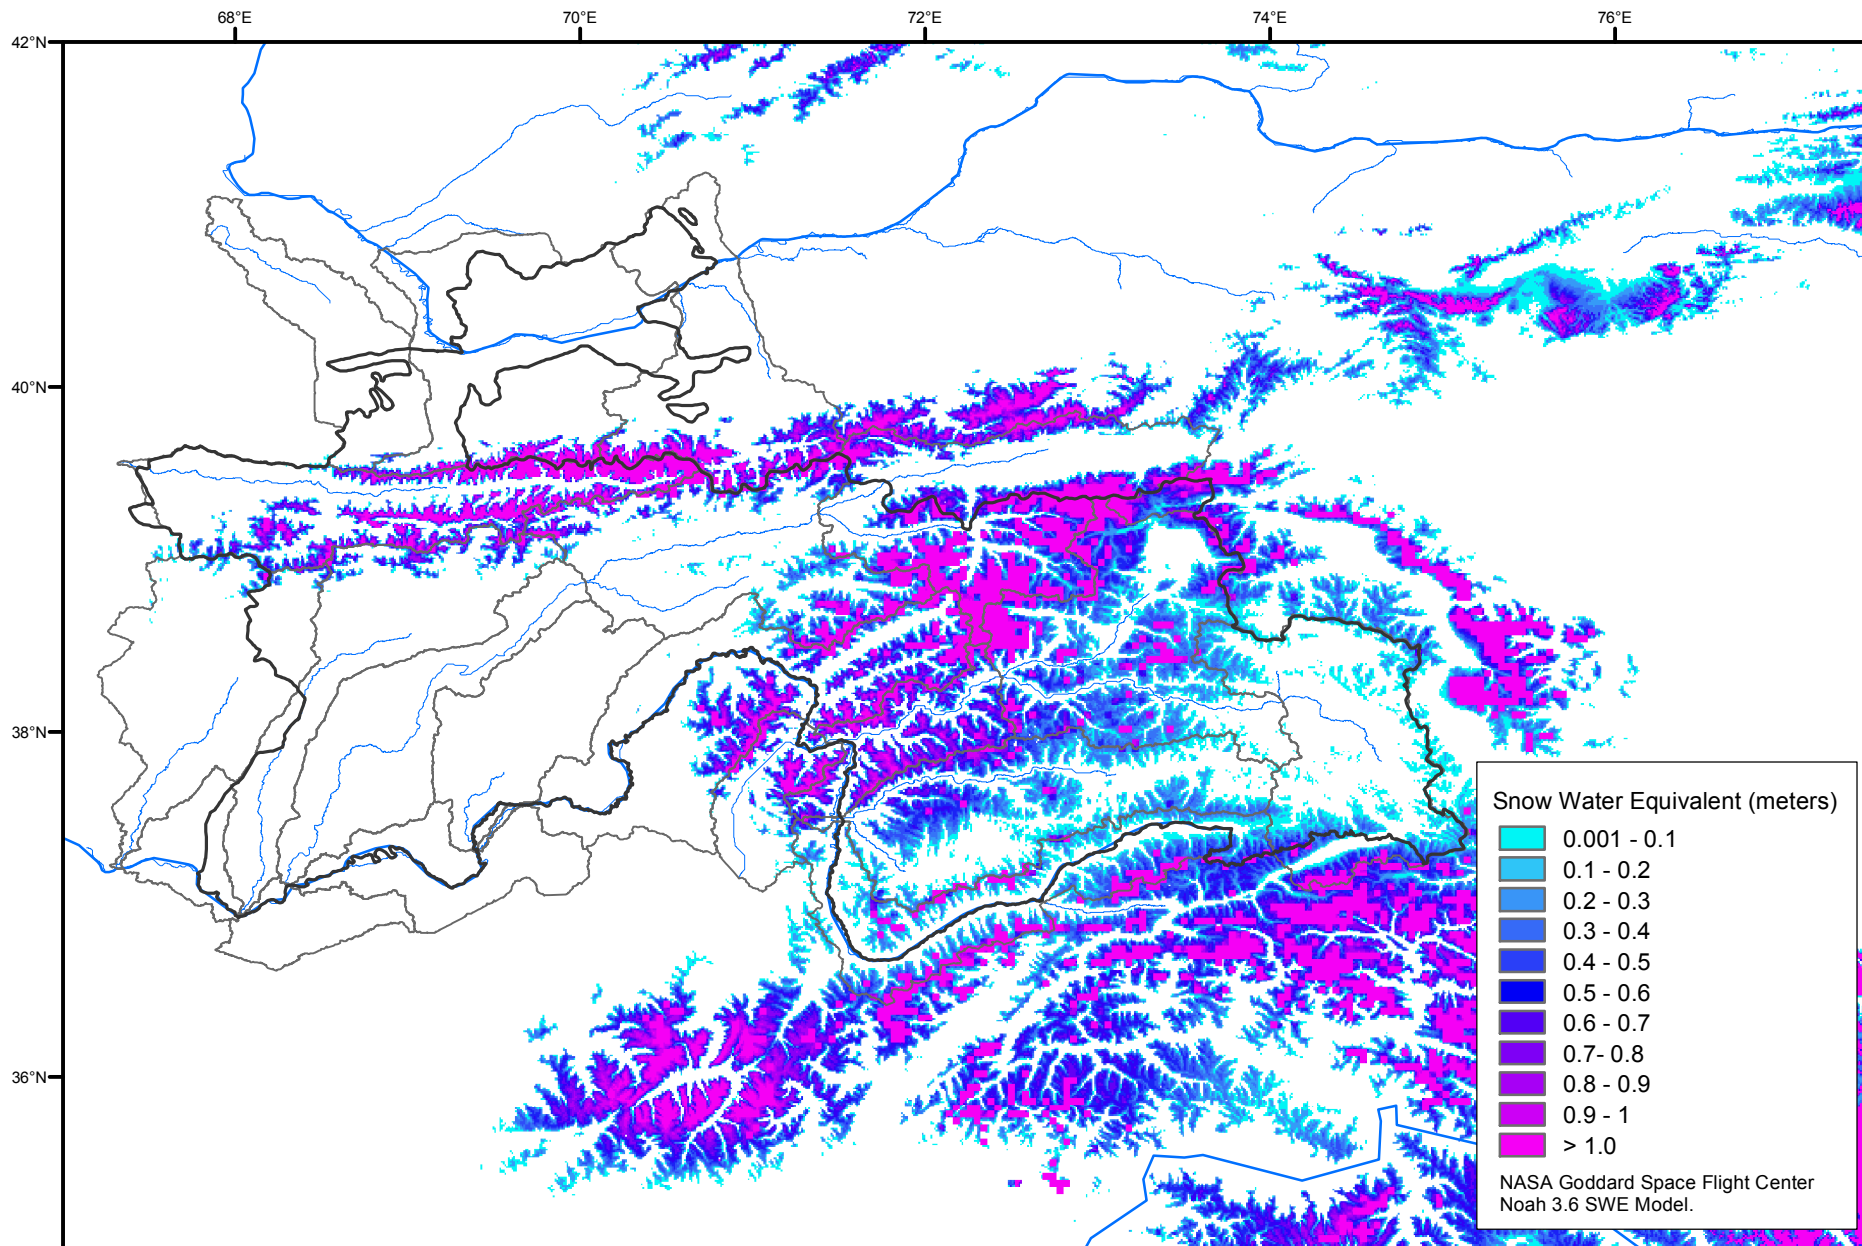 68°E
70°E
72°E
74°E
76°E
42°N
40°N
38°N
36°N
Snow Water Equivalent (meters)
0.001 - 0.1
0.1 - 0.2
0.2 - 0.3
0.3 - 0.4
0.4 - 0.5
0.5 - 0.6
0.6 - 0.7
0.7- 0.8
0.8 - 0.9
0.9 - 1
> 1.0
NASA Goddard Space Flight Center
Noah 3.6 SWE Model.